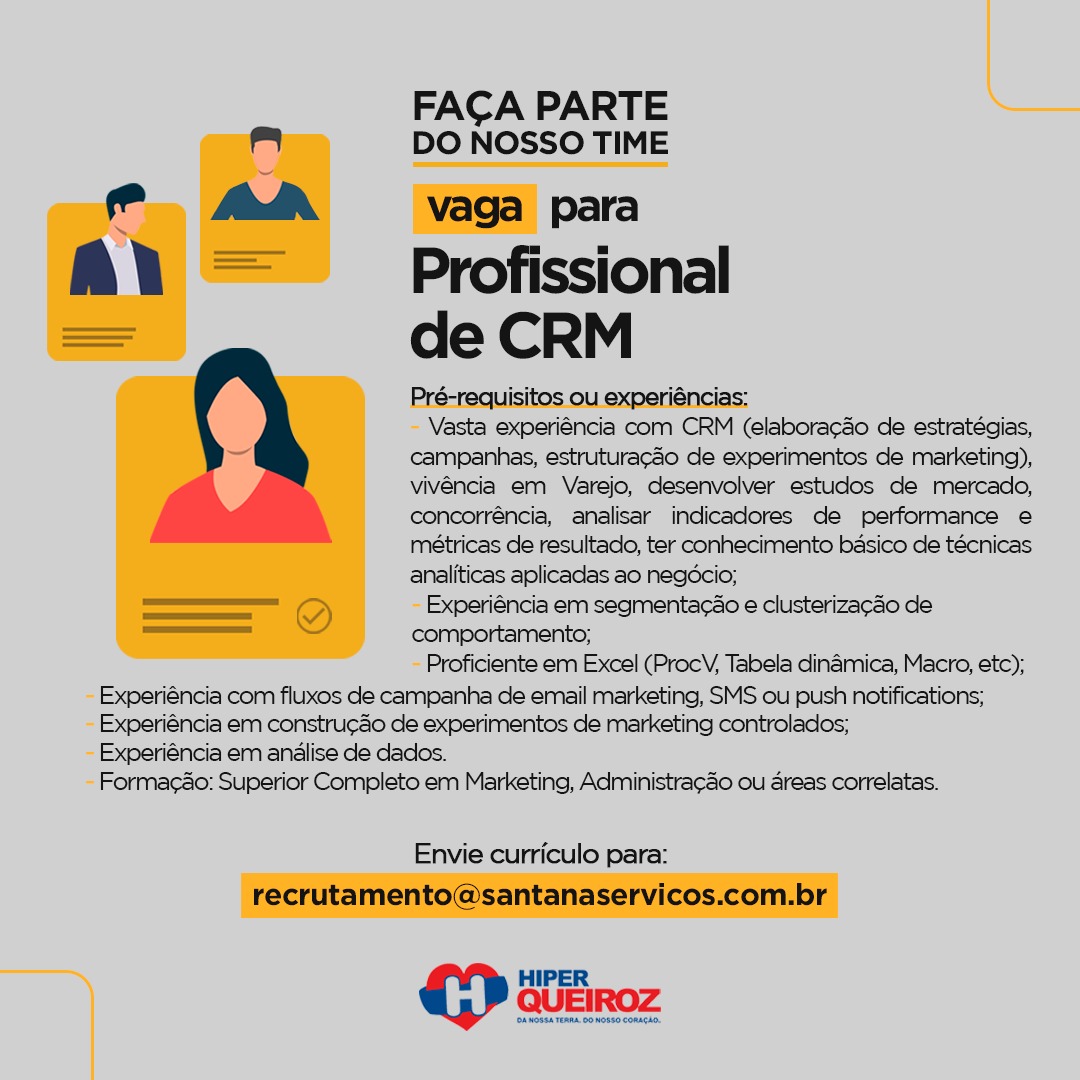 FAÇA PARTE
DO NOSSO TIME
vaga para
Profissional
de CRM
Pré-requisitos ou experiências:
- Vasta experiência com CRM (elaboração de estratégias,
campanhas, estruturação de experimentos de marketing),
vivência em Varejo, desenvolver estudos de mercado,
concorrência, analisar indicadores de performance e
métricas de resultado, ter conhecimento básico de técnicas
analíticas aplicadas ao negócio;
- Experiência em segmentação e clusterização de
comportamento;
- Proficiente em Excel (ProcV, Tabela dinâmica, Macro, etc);
- Experiência com fluxos de campanha de email marketing, SMS ou push notifications;
- Experiência em construção de experimentos de marketing controlados;
- Experiência em análise de dados.
- Formação: Superior Completo em Marketing, Administração ou áreas correlatas.
Envie currículo para:
recrutamento@santanaservicos.com.br
H HIPER
QUEIROZ
DA NOSSA TERRA. DO NOSSO CORAÇÃO.